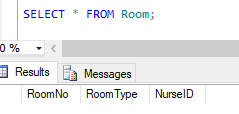 SELECT * FROM Room;
0 %
Results Messages
RoomNo RoomType NurseID